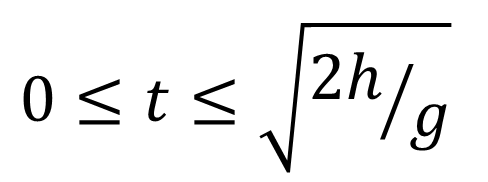 0 ≤ t ≤ √(2h/g)